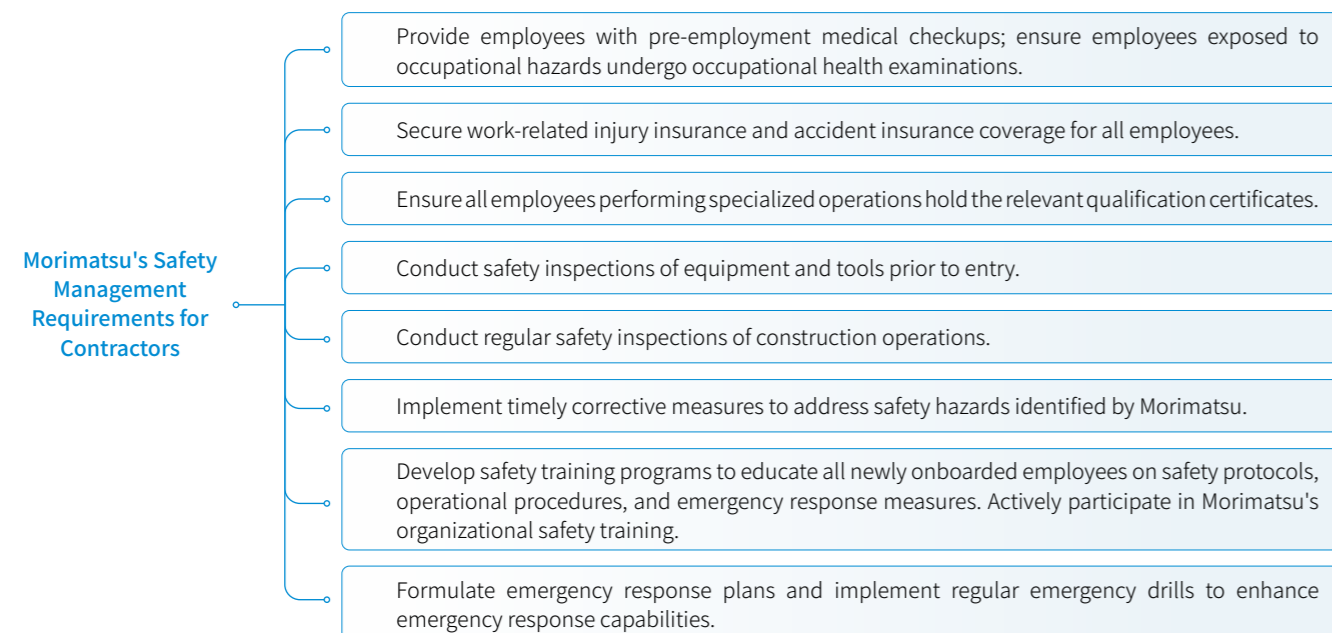 Provide employees with pre-employment medical checkups; ensure employees exposed to
occupational hazards undergo occupational health examinations.
Secure work-related injury insurance and accident insurance coverage for all employees.
Ensure all employees performing specialized operations hold the relevant qualification certificates.
Morimatsu's Safety
Management
Requirements for
Contractors
Conduct safety inspections of equipment and tools prior to entry.
Conduct regular safety inspections of construction operations.
Implement timely corrective measures to address safety hazards identified by Morimatsu.
Develop safety training programs to educate all newly onboarded employees on safety protocols,
operational procedures, and emergency response measures. Actively participate in Morimatsu's
organizational safety training.
Formulate emergency response plans and implement regular emergency drills to enhance
emergency response capabilities.